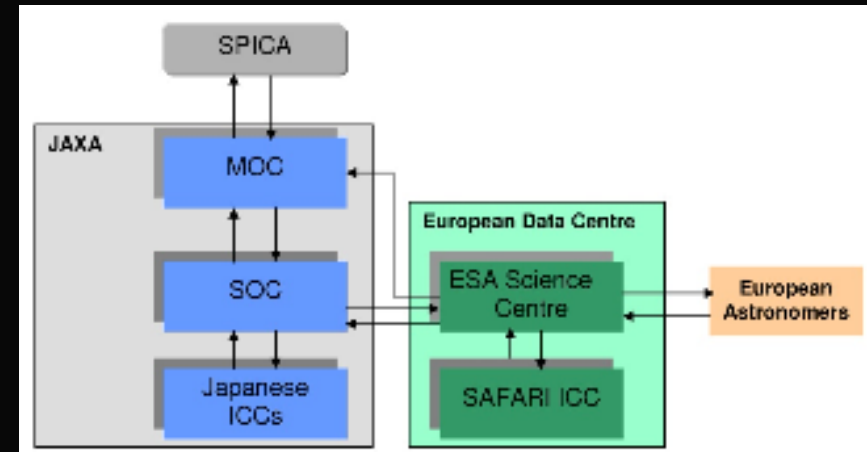 SPICA
JAXA
MOC
European Data Centre
SOC
ESA Science
Centre
European
Astronomers
Japanese
ICCs
SAFARI ICC